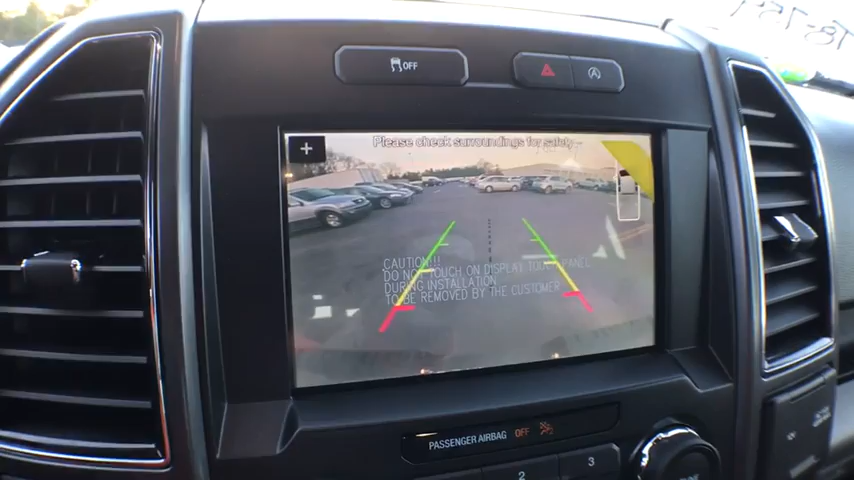 OFF
Please check surroundings for safety
+
CAUTION!!!
DO NOT TOUCH ON DISPLAY TOUCH PANEL
DURING INSTALLATION
TO BE REMOVED BY THE CUSTOMER
PASSENGER AIRBAG OFF
2 3